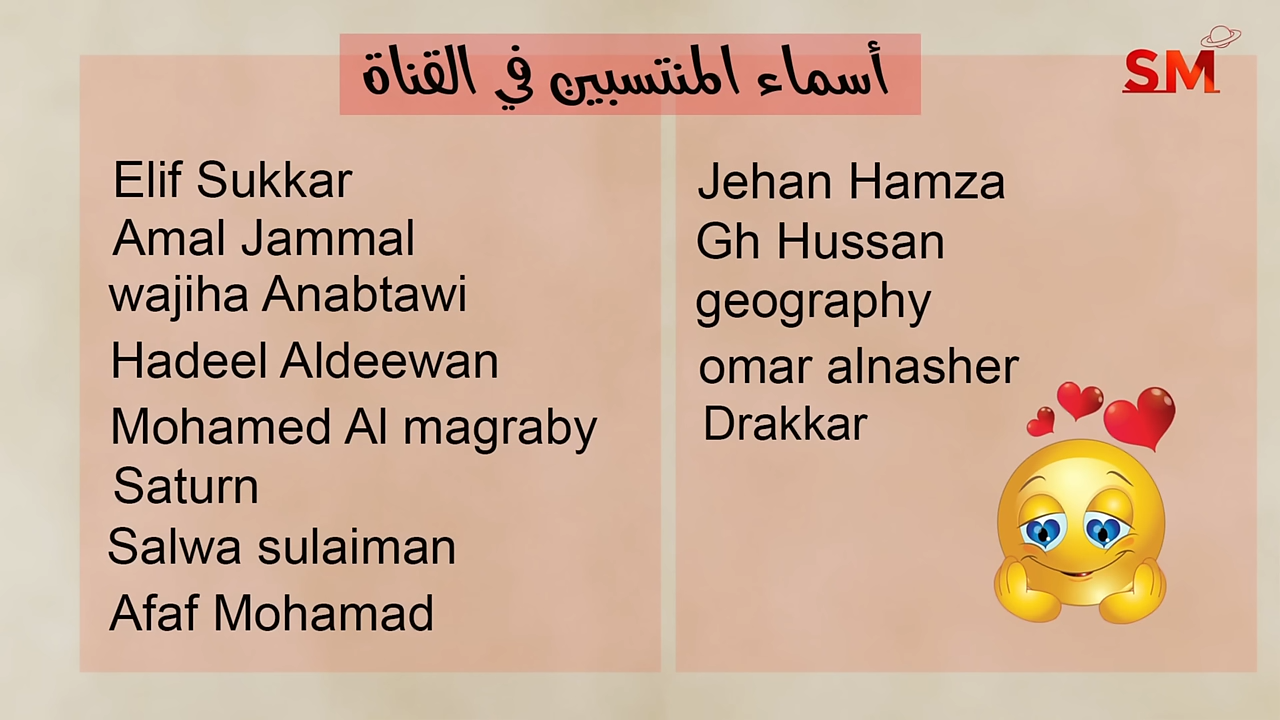 أسماء المنتسبين في القناة
SM
Elif Sukkar
Amal Jammal
wajiha Anabtawi
Hadeel Aldeewan
Mohamed Al magraby
Saturn
Salwa sulaiman
Afaf Mohamad
Jehan Hamza
Gh Hussan
geography
omar alnasher
Drakkar